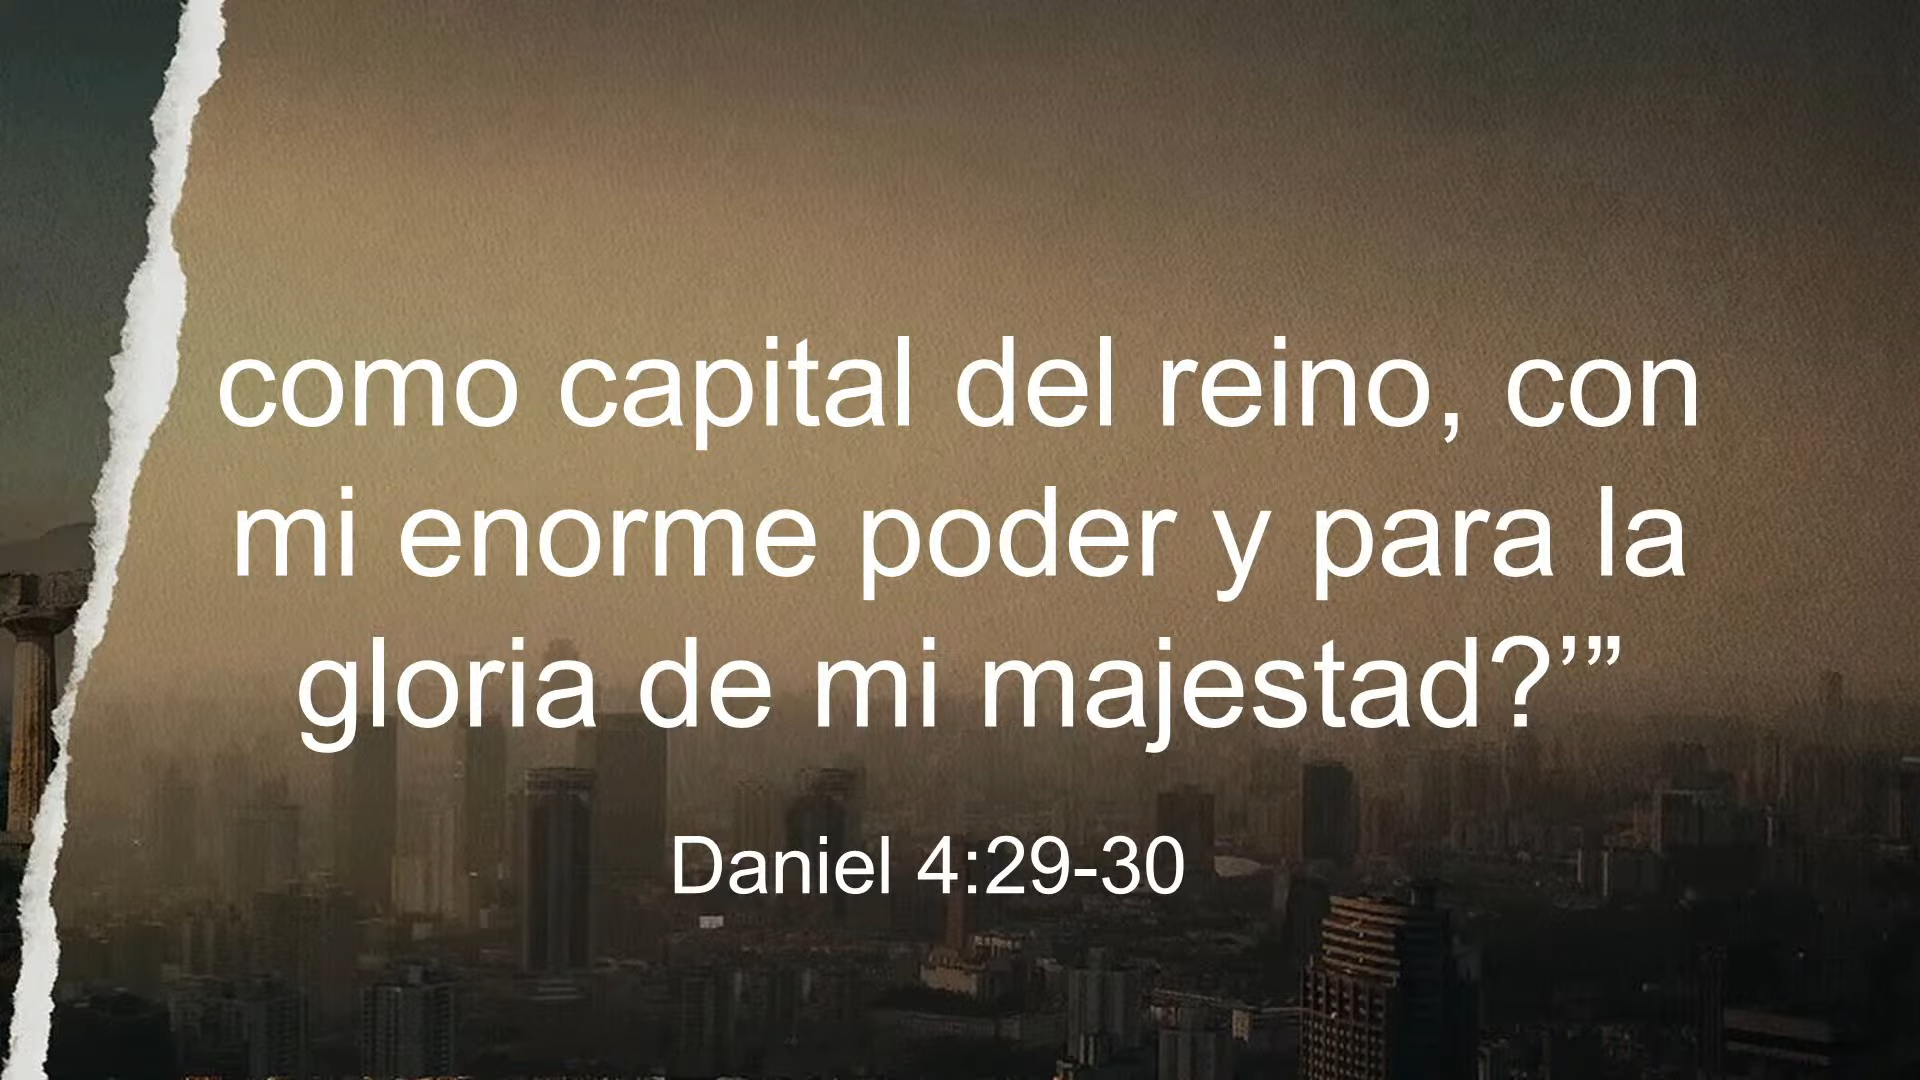 como capital del reino, con
mi enorme poder y para la
gloria de mi majestad?’”
Daniel 4:29-30